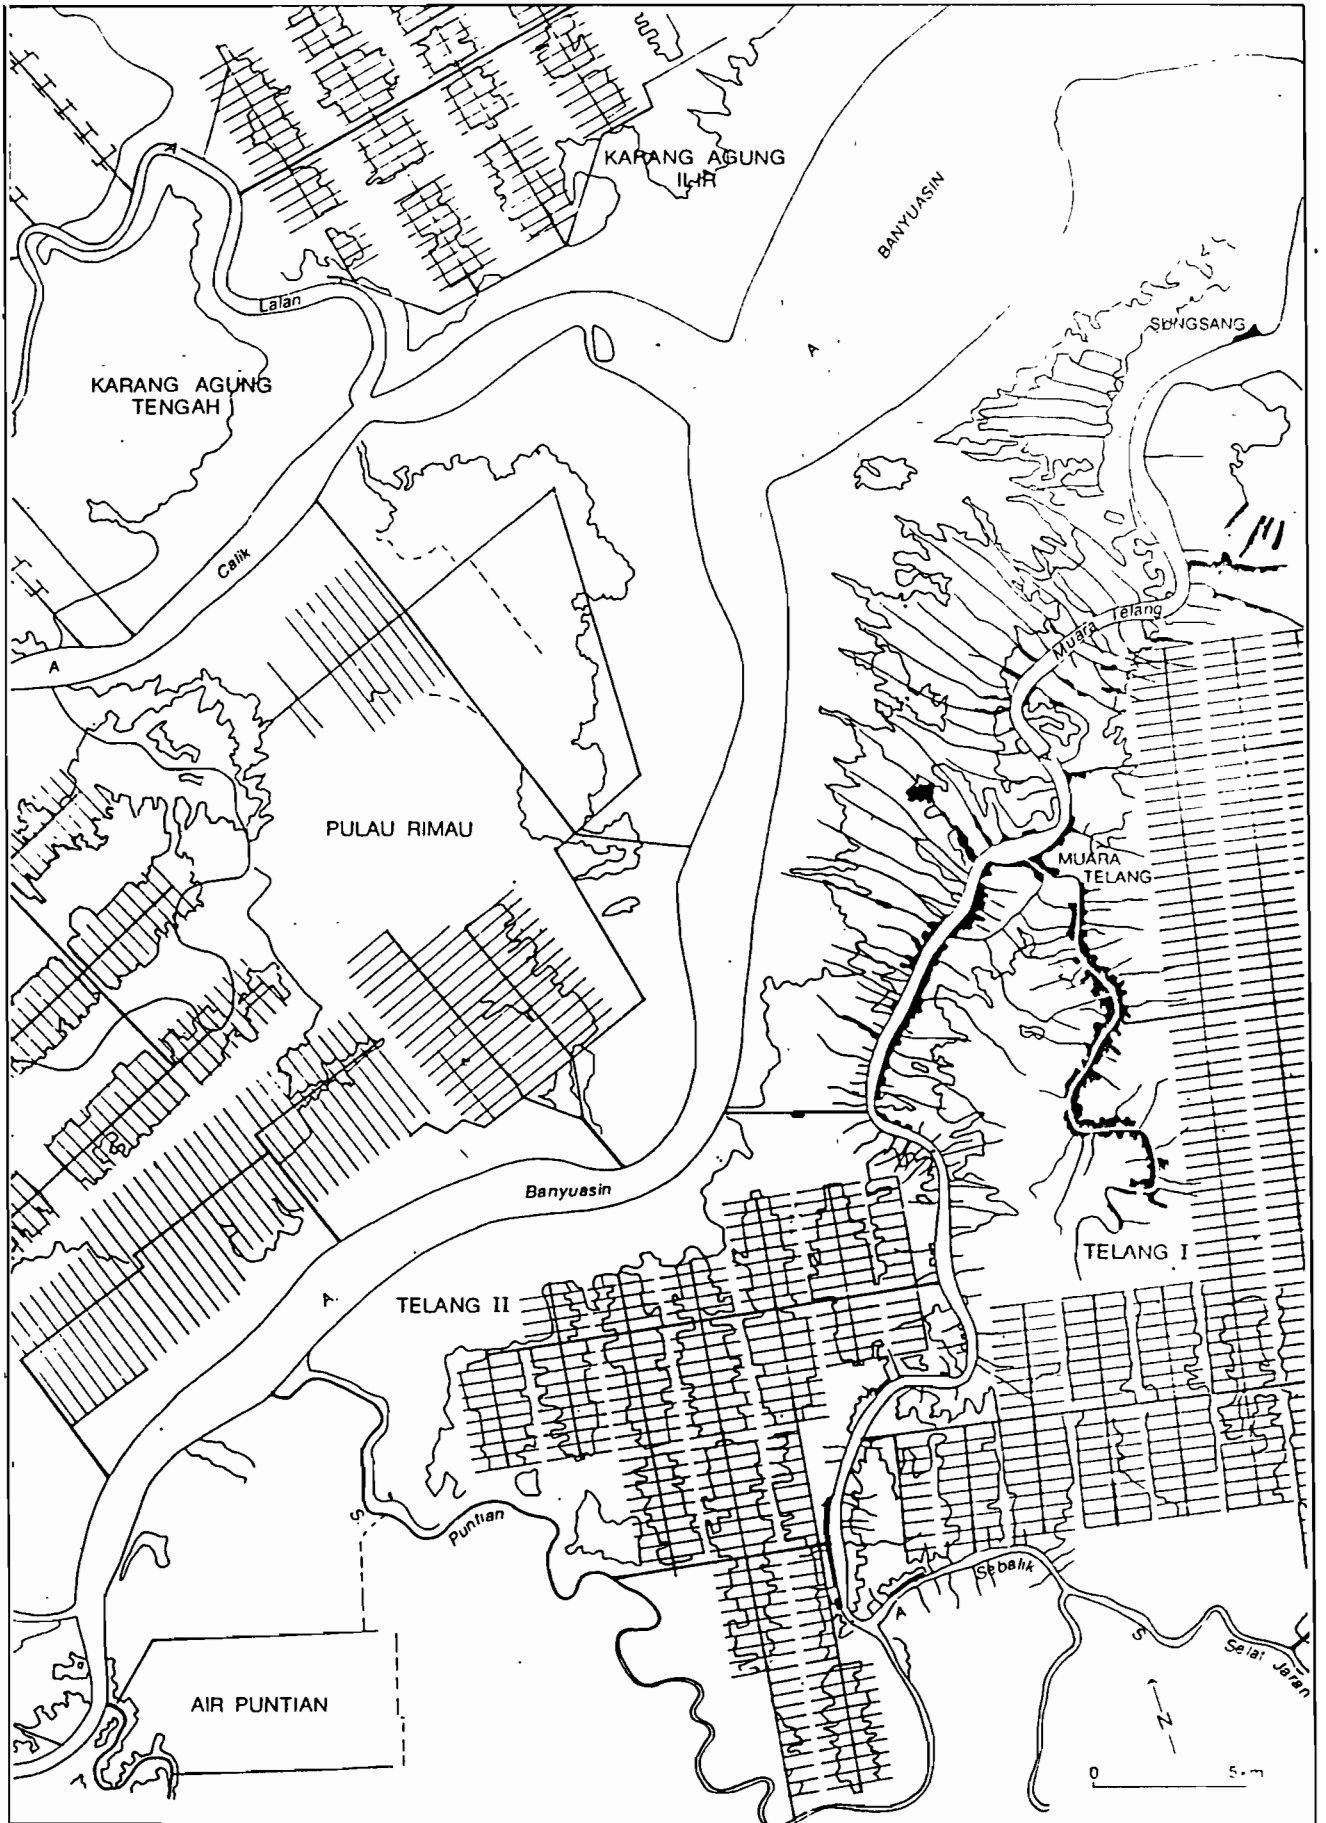 KARANG AGUNG
ILIR
BANYUASIN
A
Lalan
SUNGSANG
A
KARANG AGUNG
TENGAH
Calik
Muara Telang
A
PULAU RIMAU
MUARA
TELANG
Banyuasin
TELANG I
A
TELANG II
S.
Puntian
Sebalik
A
S
Selat Jaran
AIR PUNTIAN
N
0